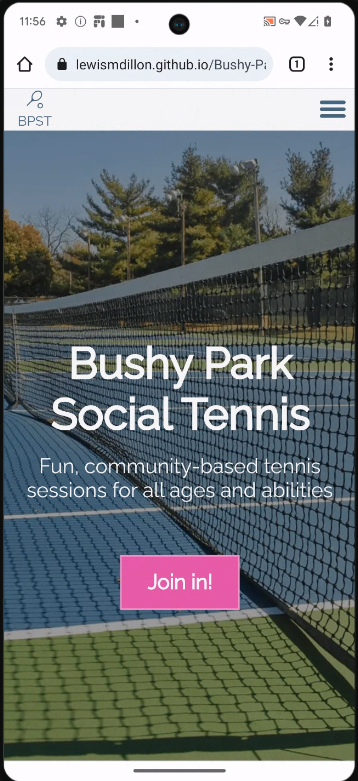 11:56
lewismdillon.github.io/Bushy-Pa
1
BPST
Bushy Park
Social Tennis
Fun, community-based tennis
sessions for all ages and abilities
Join in!